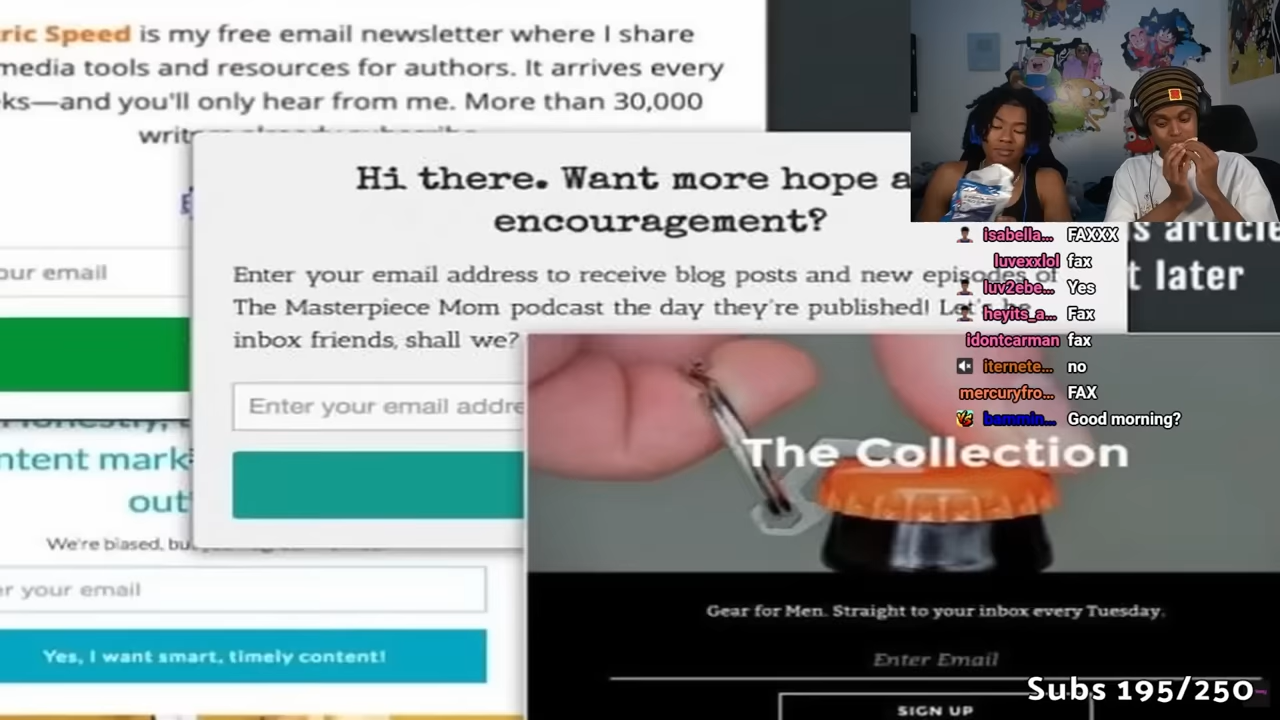 ric Speed is my free email newsletter where I share
media tools and resources for authors. It arrives every
ks—and you'll only hear from me. More than 30,000
Hi there. Want more hope a
encouragement?
our email
Enter your email address to receive blog posts and new episodes of
The Masterpiece Mom podcast the day they're published! Let's be
inbox friends, shall we?
Enter your email addre
s article
t later
isabella... FAXXX
luvexxlol fax
luv2ebe... Yes
heyits_a... Fax
idontcarman fax
iternete... no
mercuryfro... FAX
bammin... Good morning?
ntent mark
out
We're biased, bu
er your email
Yes, I want smart, timely content!
The Collection
Gear for Men. Straight to your inbox every Tuesday.
Enter Email
SIGN UP
Subs 195/250